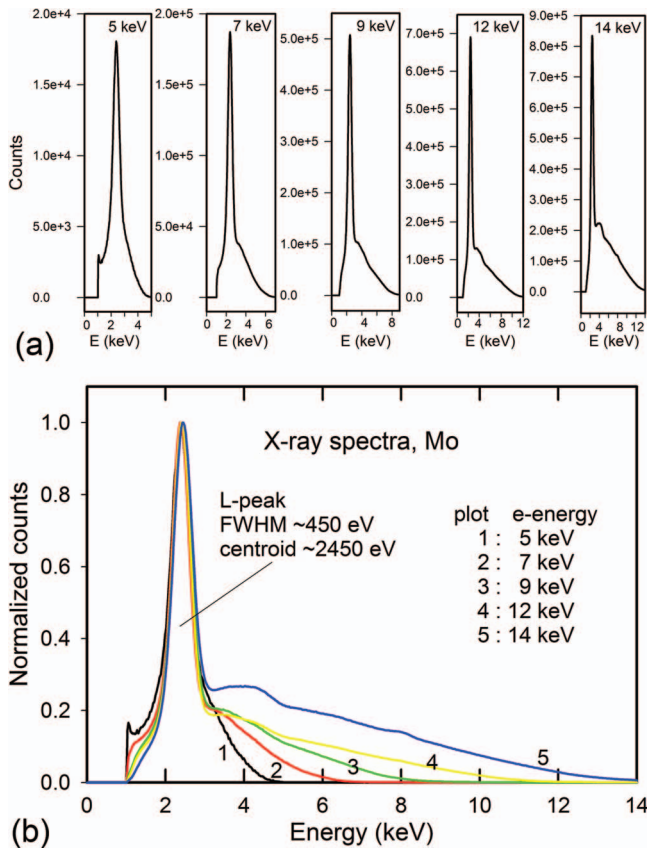 5 keV
7 keV
9 keV
12 keV
14 keV
Counts
2.0e+4
1.5e+4
1.0e+4
5.0e+3
0.0
2.0e+5
1.5e+5
1.0e+5
5.0e+4
0.0
5.0e+5
4.0e+5
3.0e+5
2.0e+5
1.0e+5
0.0
7.0e+5
6.0e+5
5.0e+5
4.0e+5
3.0e+5
2.0e+5
1.0e+5
0.0
9.0e+5
8.0e+5
7.0e+5
6.0e+5
5.0e+5
4.0e+5
3.0e+5
2.0e+5
1.0e+5
0.0
0 2 4
0 2 4 6
0 2 4 6 8
0 4 8 12
0 4 8 12
E (keV)
E (keV)
E (keV)
E (keV)
E (keV)
(a)
X-ray spectra, Mo
L-peak
FWHM ~450 eV
centroid ~2450 eV
plot e-energy
1 : 5 keV
2 : 7 keV
3 : 9 keV
4 : 12 keV
5 : 14 keV
Normalized counts
1.0
0.8
0.6
0.4
0.2
0.0
1 2 3 4 5
0 2 4 6 8 10 12 14
Energy (keV)
(b)